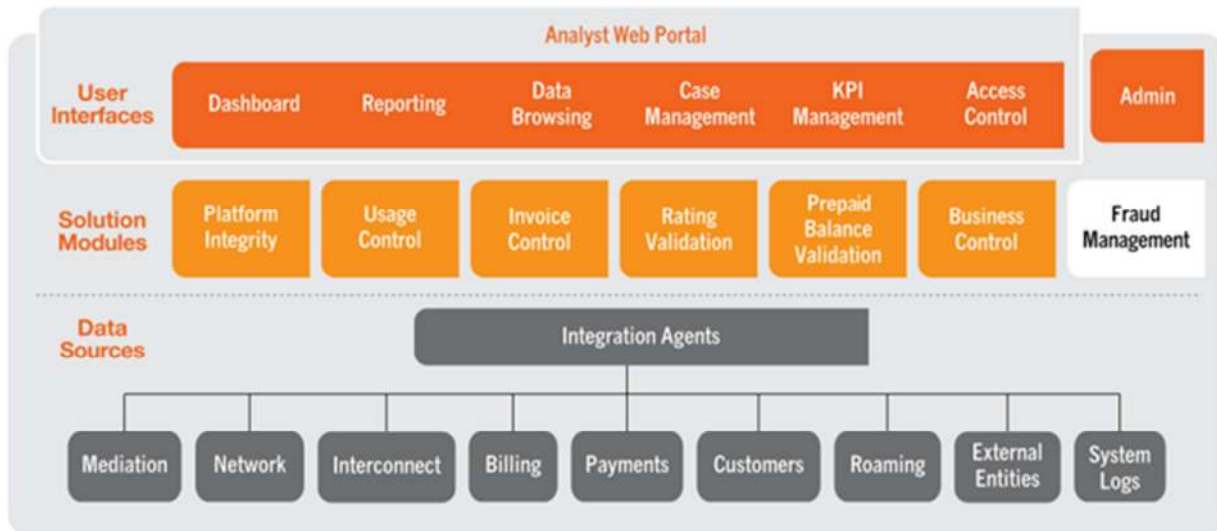 Analyst Web Portal
User
Interfaces
Dashboard
Reporting
Data
Browsing
Case
Management
KPI
Management
Access
Control
Admin
Solution
Modules
Platform
Integrity
Usage
Control
Invoice
Control
Rating
Validation
Prepaid
Balance
Validation
Business
Control
Fraud
Management
Data
Sources
Integration Agents
Mediation
Network
Interconnect
Billing
Payments
Customers
Roaming
External
Entities
System
Logs